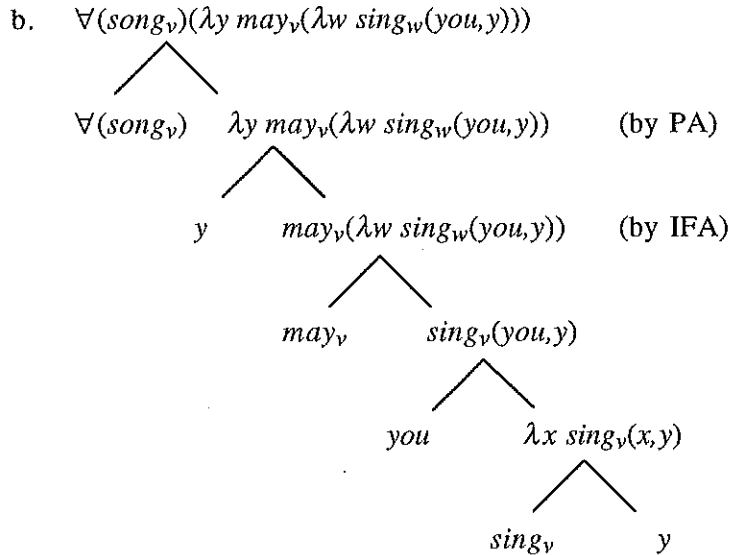 b. ∀(song_v)(λy may_v(λw sing_w(you,y)))
∀(song_v) λy may_v(λw sing_w(you,y)) (by PA)
y may_v(λw sing_w(you,y)) (by IFA)
may_v sing_v(you,y)
you λx sing_v(x,y)
sing_v y